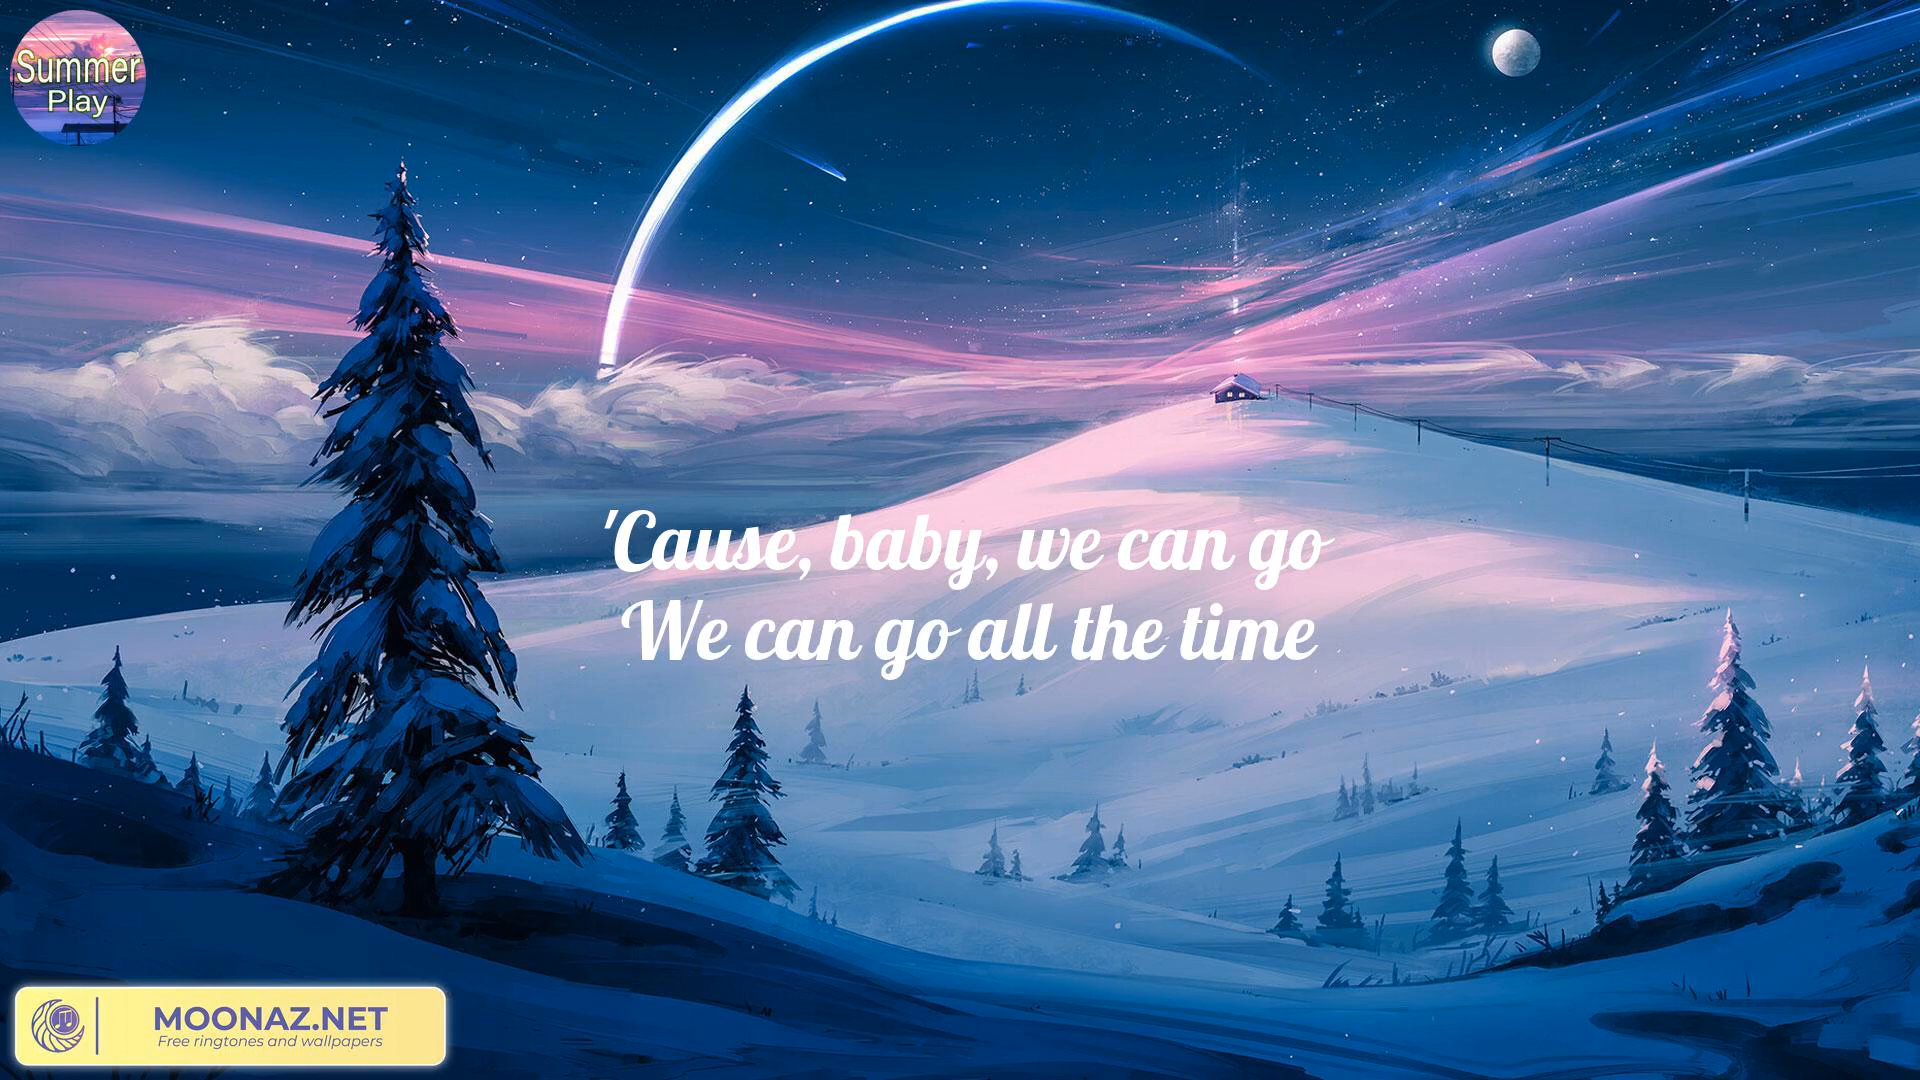 Summer
Play
'Cause, baby, we can go
We can go all the time
MOONAZ.NET
Free ringtones and wallpapers